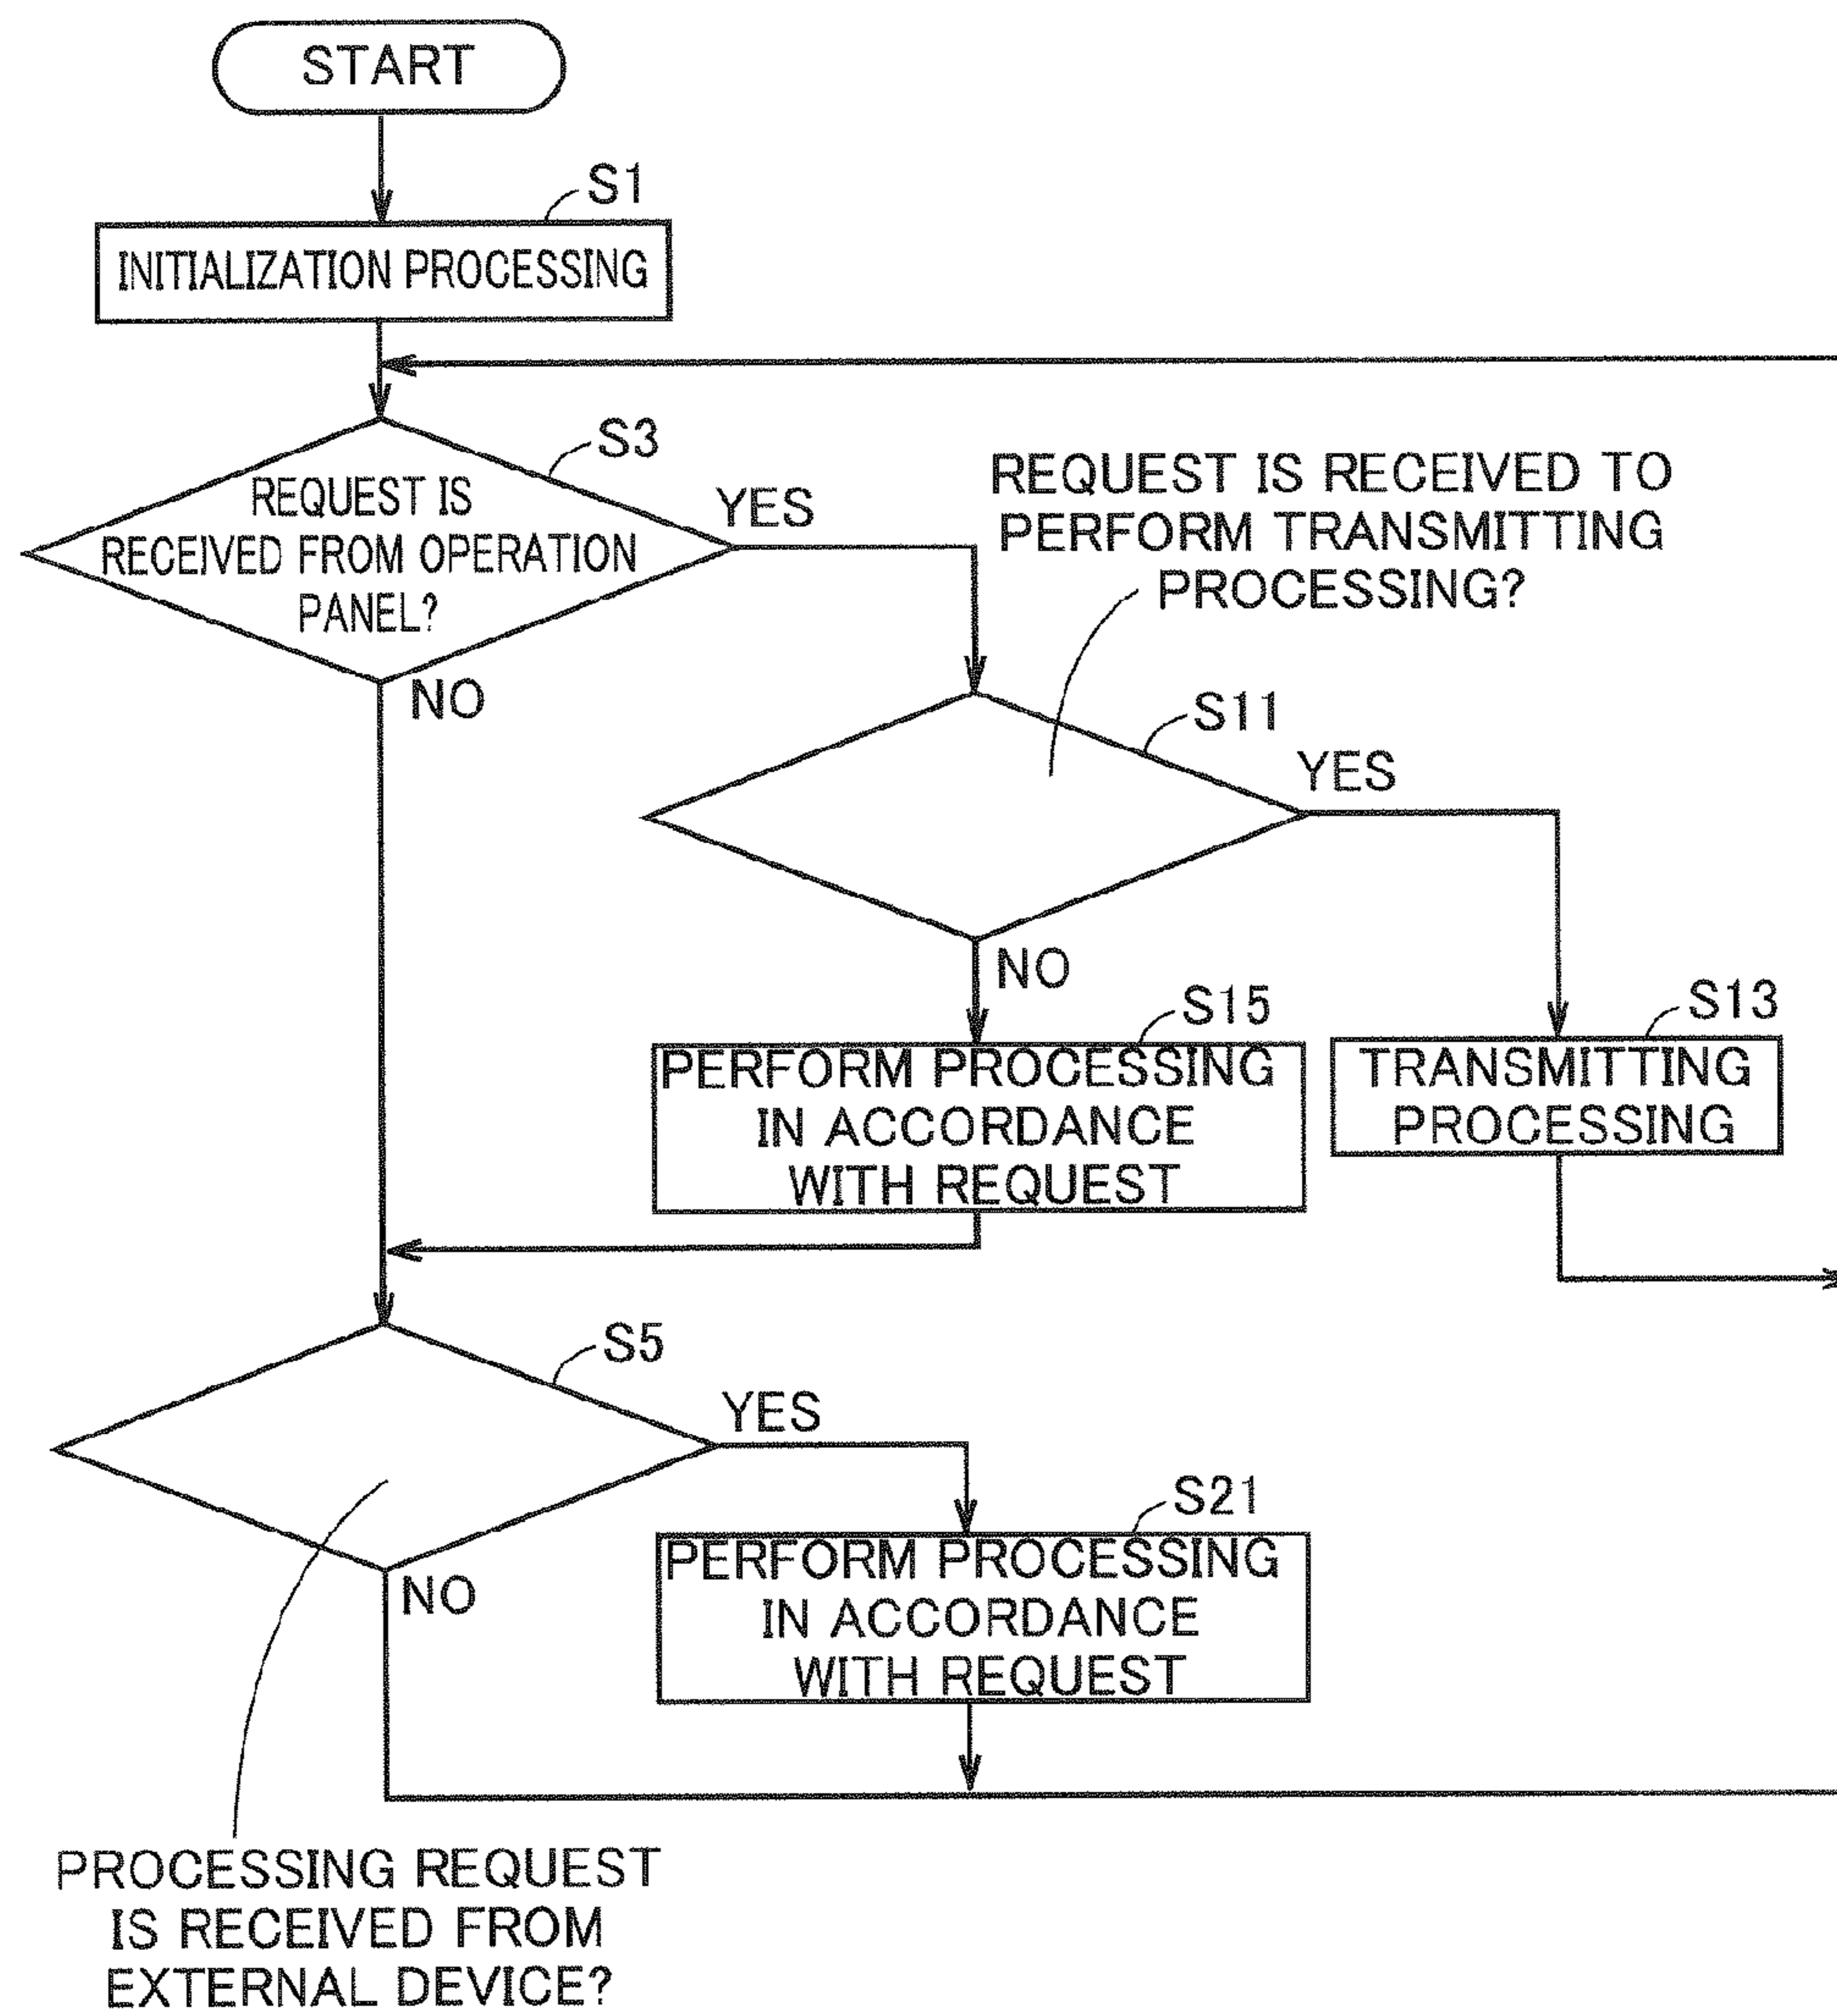 START
S1
INITIALIZATION PROCESSING
S3
REQUEST IS
RECEIVED FROM OPERATION
PANEL?
YES
NO
REQUEST IS RECEIVED TO
PERFORM TRANSMITTING
PROCESSING?
S11
YES
NO
S15
PERFORM PROCESSING
IN ACCORDANCE
WITH REQUEST
S13
TRANSMITTING
PROCESSING
S5
YES
NO
S21
PERFORM PROCESSING
IN ACCORDANCE
WITH REQUEST
PROCESSING REQUEST
IS RECEIVED FROM
EXTERNAL DEVICE?